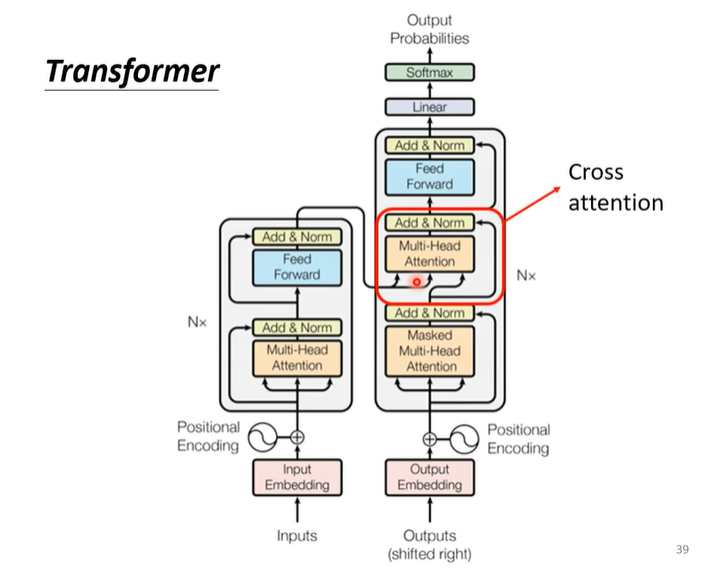 Transformer
Output
Probabilities
Softmax
Linear
Add & Norm
Feed
Forward
Add & Norm
Multi-Head
Attention
Cross
attention
Nx
Add & Norm
Masked
Multi-Head
Attention
Add & Norm
Feed
Forward
Nx
Add & Norm
Multi-Head
Attention
Positional
Encoding
Positional
Encoding
Input
Embedding
Output
Embedding
Inputs
Outputs
(shifted right)
39